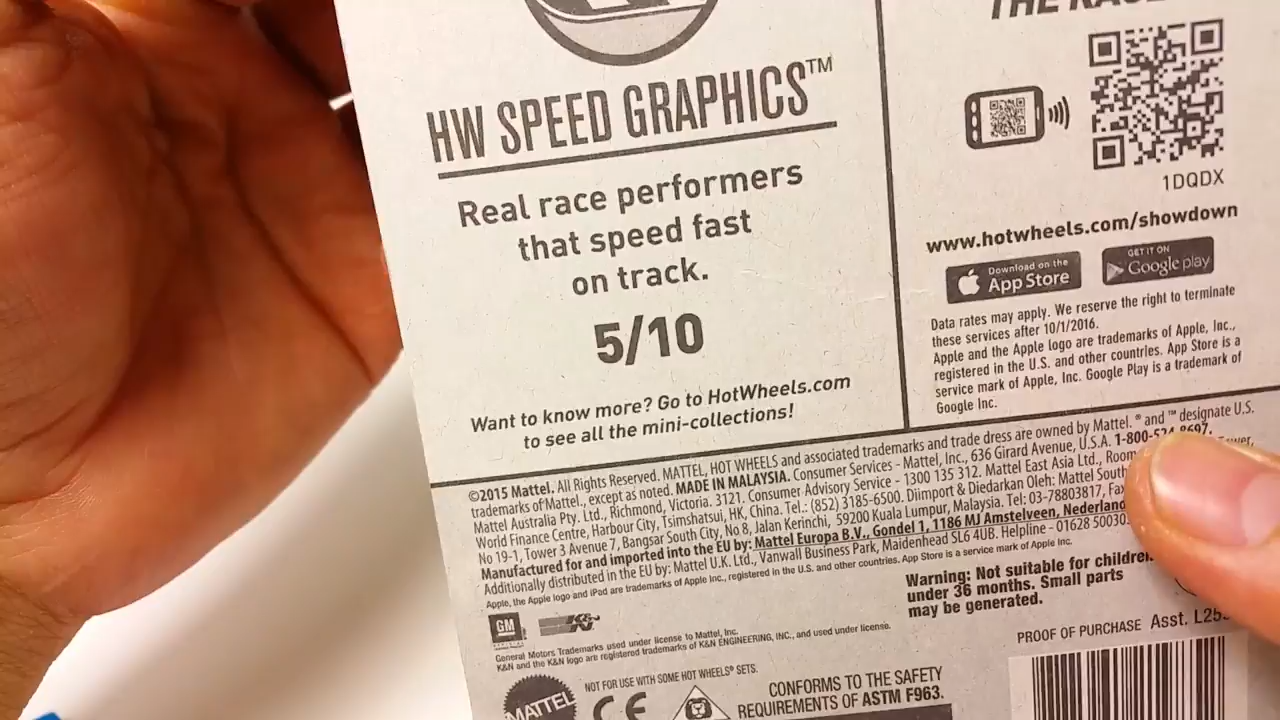 HW SPEED GRAPHICS™
Real race performers
that speed fast
on track.
5/10
Want to know more? Go to HotWheels.com
to see all the mini-collections!
THE
1DQDX
www.hotwheels.com/showdown
Download on the
App Store
GET IT ON
Google play
Data rates may apply. We reserve the right to terminate
these services after 10/1/2016.
Apple and the Apple logo are trademarks of Apple, Inc.,
registered in the U.S. and other countries. App Store is a
service mark of Apple, Inc. Google Play is a trademark of
Google Inc.
©2015 Mattel. All Rights Reserved. MATTEL, HOT WHEELS and associated trademarks and trade dress are owned by Mattel. ® and ™ designate U.S.
trademarks of Mattel, except as noted. MADE IN MALAYSIA. Consumer Services - Mattel, Inc., 636 Girard Avenue, U.S.A. 1-800-524-8697.
Mattel Australia Pty. Ltd., Richmond, Victoria. 3121. Consumer Advisory Service - 1300 135 312. Mattel East Asia Ltd., Room
World Finance Centre, Harbour City, Tsimshatsui, HK, China. Tel.: (852) 3185-6500. Diimport & Diedarkan Oleh: Mattel South
No 19-1, Tower 3 Avenue 7, Bangsar South City, No 8, Jalan Kerinchi, 59200 Kuala Lumpur, Malaysia. Tel: 03-78803817, Fax
Manufactured for and imported into the EU by: Mattel Europa B.V., Gondel 1, 1186 MJ Amstelveen, Nederland
Additionally distributed in the EU by: Mattel U.K. Ltd., Vanwall Business Park, Maidenhead SL6 4UB. Helpline - 01628 500303
Apple, the Apple logo and iPad are trademarks of Apple Inc., registered in the U.S. and other countries. App Store is a service mark of Apple Inc.
Warning: Not suitable for children
under 36 months. Small parts
may be generated.
GM
K&N
General Motors Trademarks used under license to Mattel, Inc.
K&N and the K&N logo are registered trademarks of K&N ENGINEERING, INC., and used under license.
PROOF OF PURCHASE Asst.
MATTEL
NOT FOR USE WITH SOME HOT WHEELS® SETS.
CE
CONFORMS TO THE SAFETY
REQUIREMENTS OF ASTM F963.